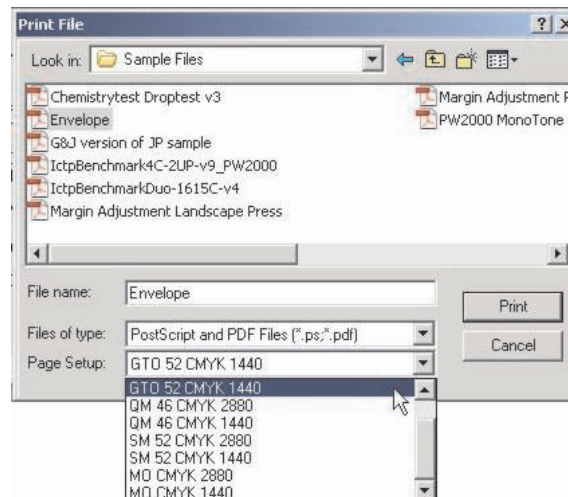 Print File
Look in: Sample Files
Chemistrytest Droptest v3
Envelope
G&J version of JP sample
IctpBenchmark4C-2UP-v9_PW2000
IctpBenchmarkDuo-1615C-v4
Margin Adjustment Landscape Press
Margin Adjustment P
PW2000 MonoTone
File name: Envelope
Print
Files of type: PostScript and PDF Files (*.ps;*.pdf)
Cancel
Page Setup: GTO 52 CMYK 1440
GTO 52 CMYK 1440
QM 46 CMYK 2880
QM 46 CMYK 1440
SM 52 CMYK 2880
SM 52 CMYK 1440
MO CMYK 2880
MO CMYK 1440